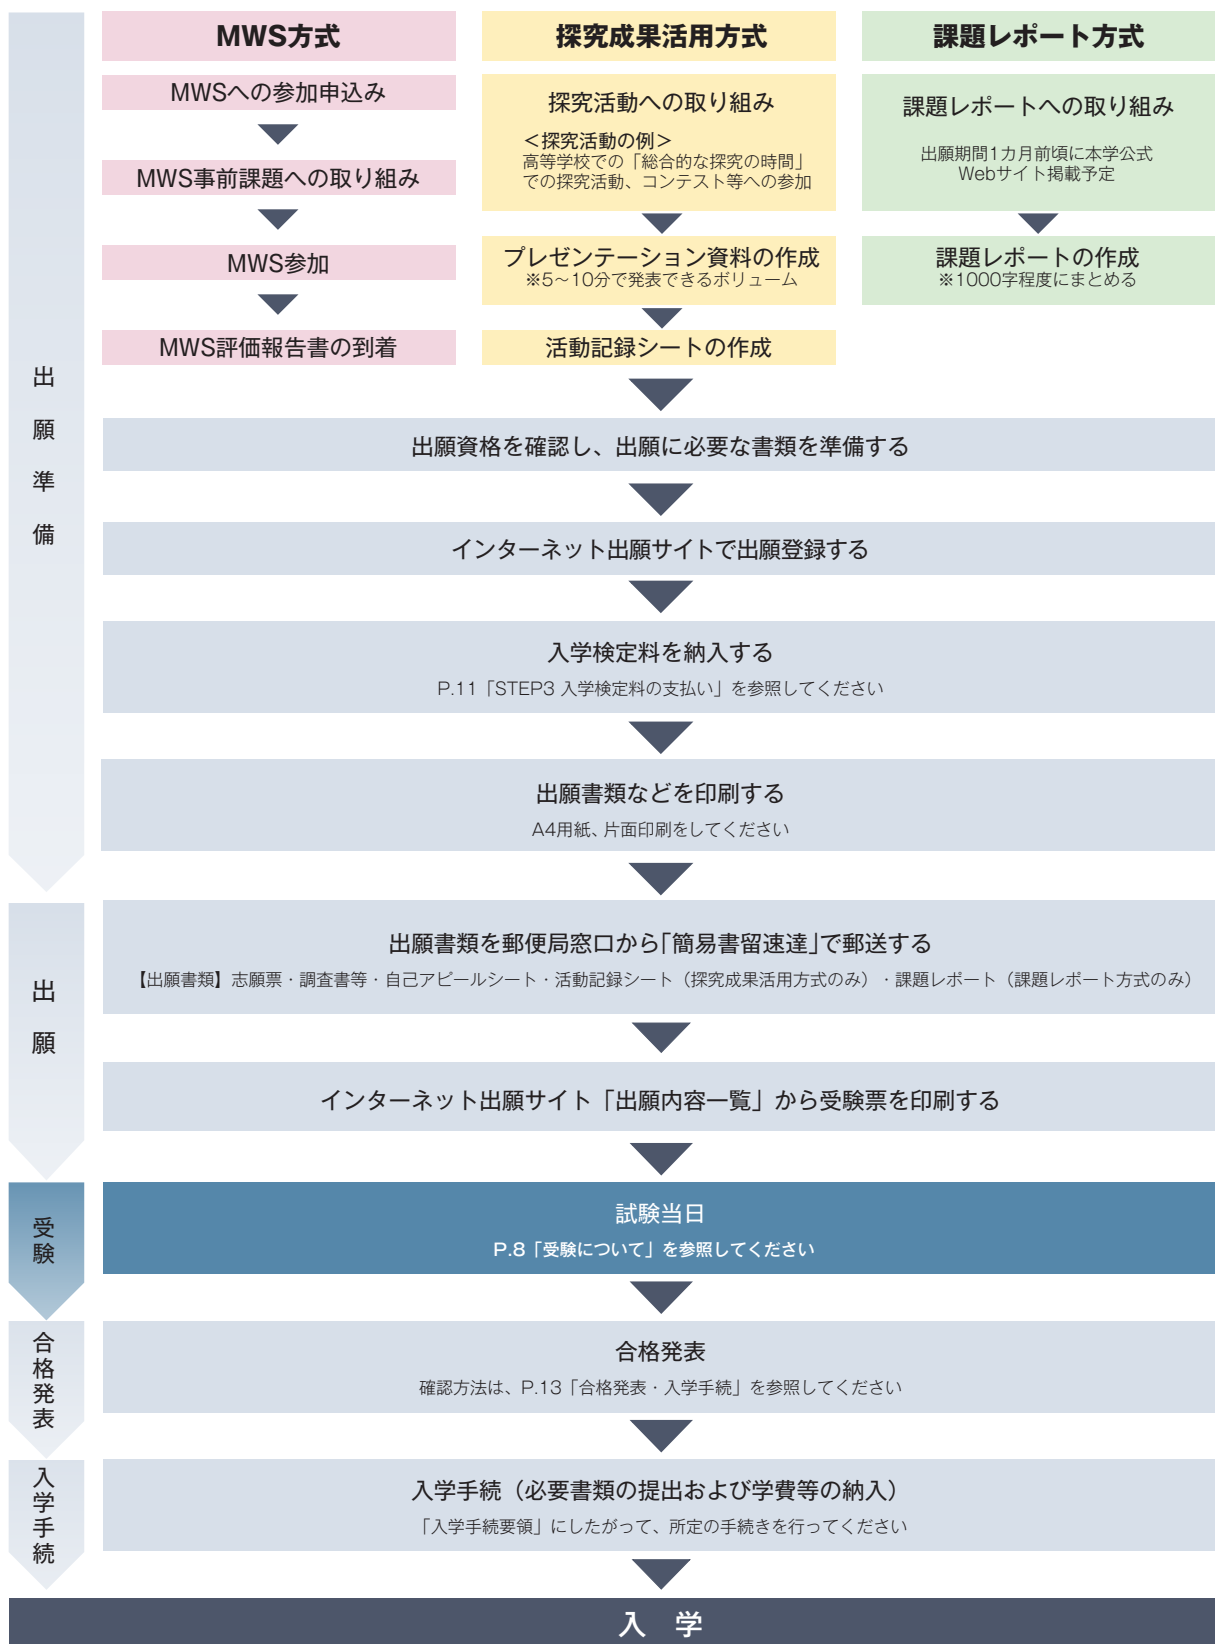 出願準備
MWS方式
MWSへの参加申込み
MWS事前課題への取り組み
MWS参加
MWS評価報告書の到着
探究成果活用方式
探究活動への取り組み
＜探究活動の例＞
高等学校での「総合的な探究の時間」
での探究活動、コンテスト等への参加
プレゼンテーション資料の作成
※5〜10分で発表できるボリューム
活動記録シートの作成
課題レポート方式
課題レポートへの取り組み
出願期間1カ月前頃に本学公式
Webサイト掲載予定
課題レポートの作成
※1000字程度にまとめる
出願資格を確認し、出願に必要な書類を準備する
インターネット出願サイトで出願登録する
入学検定料を納入する
P.11「STEP3 入学検定料の支払い」を参照してください
出願書類などを印刷する
A4用紙、片面印刷をしてください
出願
出願書類を郵便局窓口から「簡易書留速達」で郵送する
【出願書類】志願票・調査書等・自己アピールシート・活動記録シート（探究成果活用方式のみ）・課題レポート（課題レポート方式のみ）
インターネット出願サイト「出願内容一覧」から受験票を印刷する
受験
試験当日
P.8「受験について」を参照してください
合格発表
合格発表
確認方法は、P.13「合格発表・入学手続」を参照してください
入学手続
入学手続（必要書類の提出および学費等の納入）
「入学手続要領」にしたがって、所定の手続きを行ってください
入　学